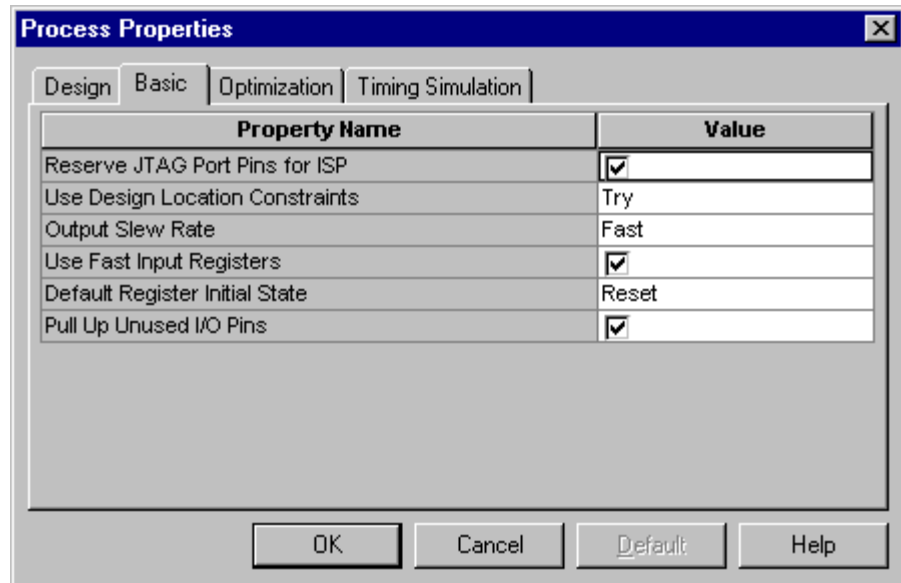 Process Properties
Design Basic Optimization Timing Simulation
Property Name Value
Reserve JTAG Port Pins for ISP
Use Design Location Constraints Try
Output Slew Rate Fast
Use Fast Input Registers
Default Register Initial State Reset
Pull Up Unused I/O Pins
OK Cancel Default Help